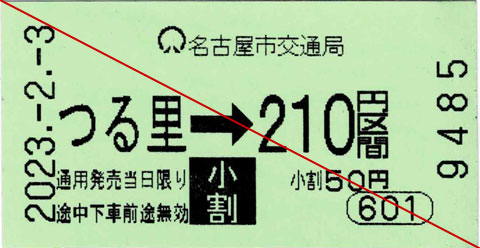 名古屋市交通局
2023.-2.-3
つる里→210円区間
9485
通用発売当日限り
途中下車前途無効
小割
小割50円
601